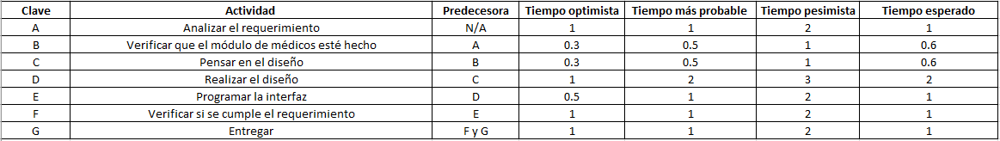 Clave Actividad Predecesora Tiempo optimista Tiempo más probable Tiempo pesimista Tiempo esperado
A Analizar el requerimiento N/A 1 1 2 1
B Verificar que el módulo de médicos esté hecho A 0.3 0.5 1 0.6
C Pensar en el diseño B 0.3 0.5 1 0.6
D Realizar el diseño C 1 2 3 2
E Programar la interfaz D 0.5 1 2 1
F Verificar si se cumple el requerimiento E 1 1 2 1
G Entregar F y G 1 1 2 1